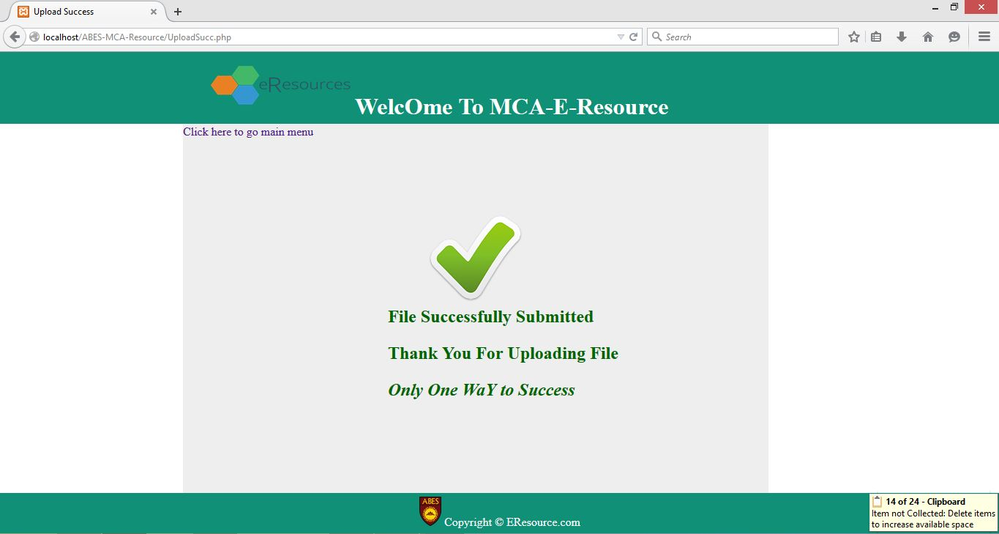 Upload Success
localhost/ABES-MCA-Resource/UploadSucc.php
Search
eResources
WelcOme To MCA-E-Resource
Click here to go main menu
File Successfully Submitted
Thank You For Uploading File
Only One WaY to Success
ABES
Copyright © EResource.com
14 of 24 - Clipboard
Item not Collected: Delete items
to increase available space